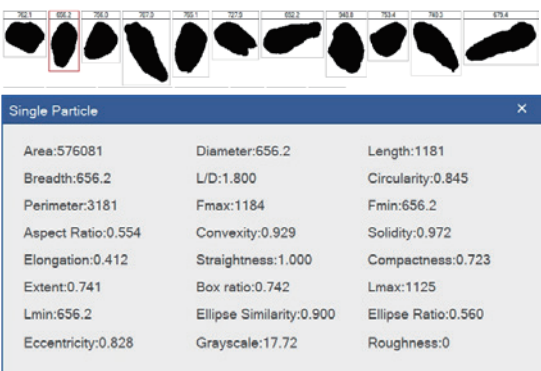 762.1 656.2 758.0 707.0 765.1 727.0 652.2 940.8 753.4 740.3 679.4
Single Particle ×
Area:576081 Diameter:656.2 Length:1181
Breadth:656.2 L/D:1.800 Circularity:0.845
Perimeter:3181 Fmax:1184 Fmin:656.2
Aspect Ratio:0.554 Convexity:0.929 Solidity:0.972
Elongation:0.412 Straightness:1.000 Compactness:0.723
Extent:0.741 Box ratio:0.742 Lmax:1125
Lmin:656.2 Ellipse Similarity:0.900 Ellipse Ratio:0.560
Eccentricity:0.828 Grayscale:17.72 Roughness:0